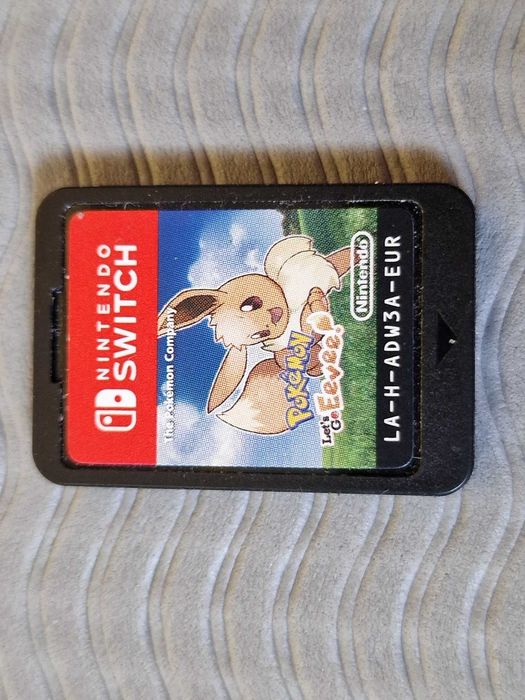 NINTENDO
SWITCH
The Pokémon Company
POKÉMON
Let's
Go Eevee!
Nintendo
LA-H-ADW3A-EUR